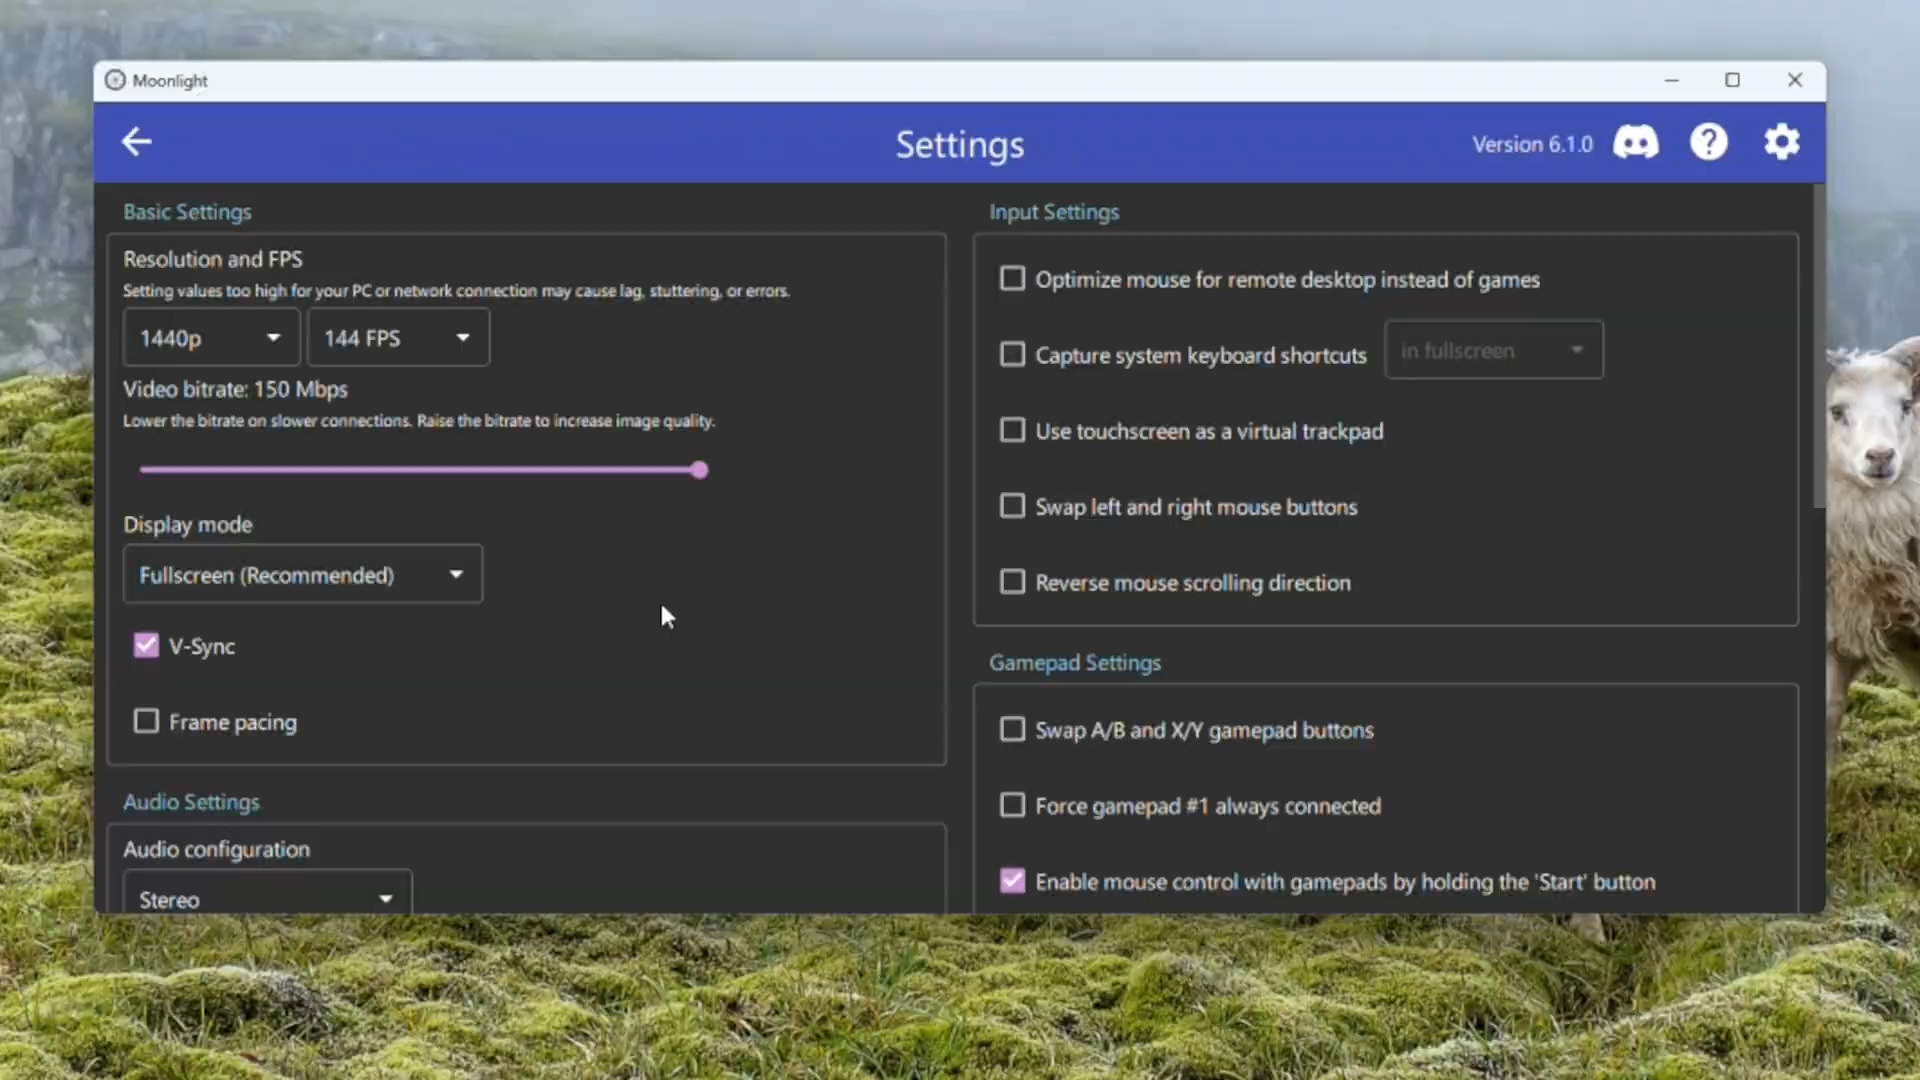 Moonlight
Settings
Version 6.1.0
Basic Settings
Resolution and FPS
Setting values too high for your PC or network connection may cause lag, stuttering, or errors.
1440p
144 FPS
Video bitrate: 150 Mbps
Lower the bitrate on slower connections. Raise the bitrate to increase image quality.
Display mode
Fullscreen (Recommended)
V-Sync
Frame pacing
Audio Settings
Audio configuration
Stereo
Input Settings
Optimize mouse for remote desktop instead of games
Capture system keyboard shortcuts
in fullscreen
Use touchscreen as a virtual trackpad
Swap left and right mouse buttons
Reverse mouse scrolling direction
Gamepad Settings
Swap A/B and X/Y gamepad buttons
Force gamepad #1 always connected
Enable mouse control with gamepads by holding the 'Start' button